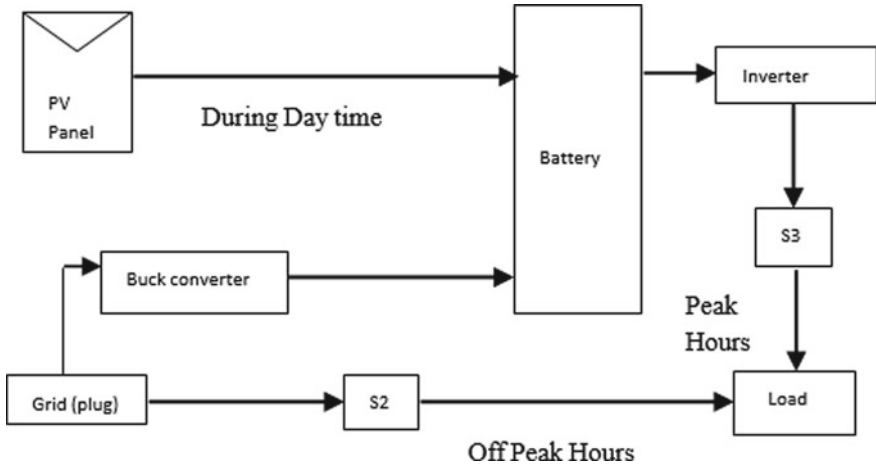 PV
Panel
During Day time
Battery
Inverter
S3
Buck converter
Peak
Hours
Grid (plug)
S2
Load
Off Peak Hours